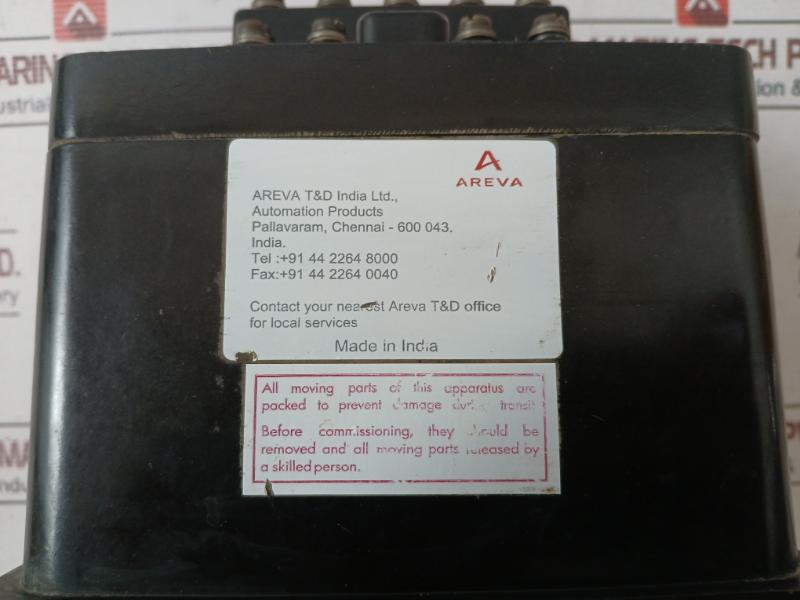 AREVA
AREVA T&D India Ltd.,
Automation Products
Pallavaram, Chennai - 600 043.
India.
Tel :+91 44 2264 8000
Fax:+91 44 2264 0040
Contact your nearest Areva T&D office
for local services
Made in India
All moving parts of this apparatus are
packed to prevent damage during transit
Before commissioning, they should be
removed and all moving parts released by
a skilled person.